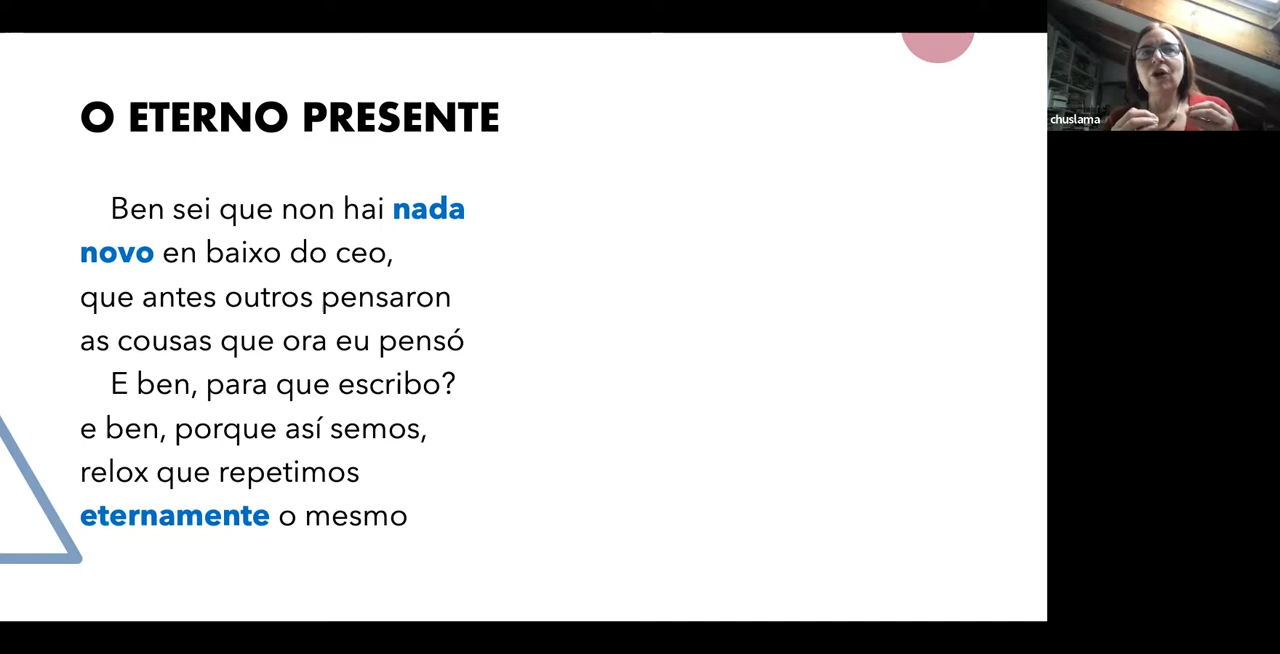 O ETERNO PRESENTE
Ben sei que non hai nada
novo en baixo do ceo,
que antes outros pensaron
as cousas que ora eu pensó
E ben, para que escribo?
e ben, porque así semos,
relox que repetimos
eternamente o mesmo
chuslama